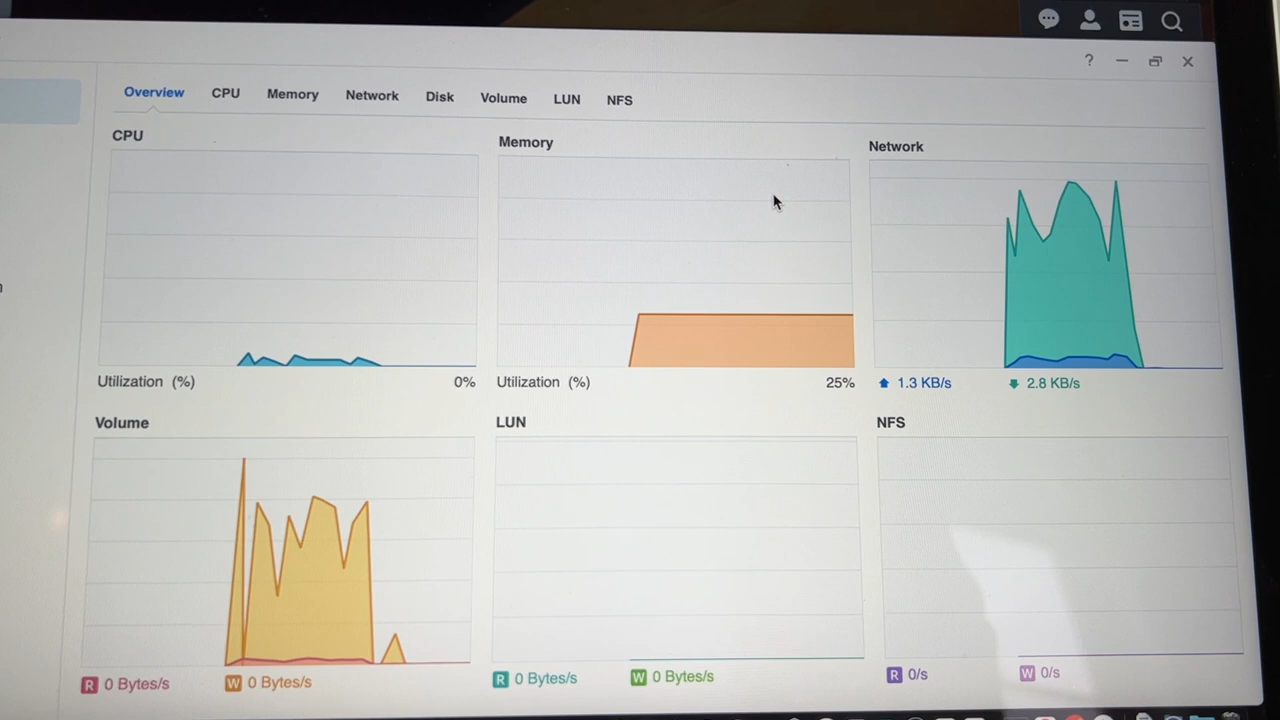 ?
Overview CPU Memory Network Disk Volume LUN NFS
CPU Memory Network
Utilization (%) 0% Utilization (%) 25% 1.3 KB/s 2.8 KB/s
Volume LUN NFS
R 0 Bytes/s W 0 Bytes/s R 0 Bytes/s W 0 Bytes/s R 0/s W 0/s